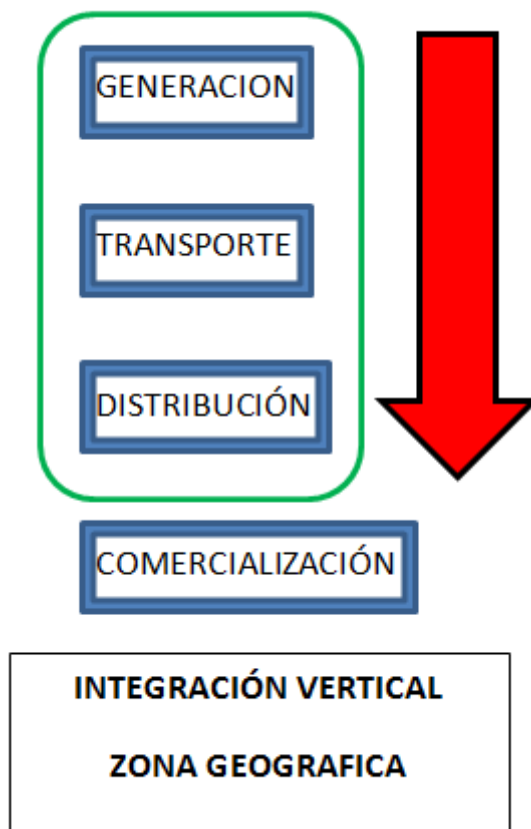 GENERACION
TRANSPORTE
DISTRIBUCIÓN
COMERCIALIZACIÓN
INTEGRACIÓN VERTICAL
ZONA GEOGRAFICA